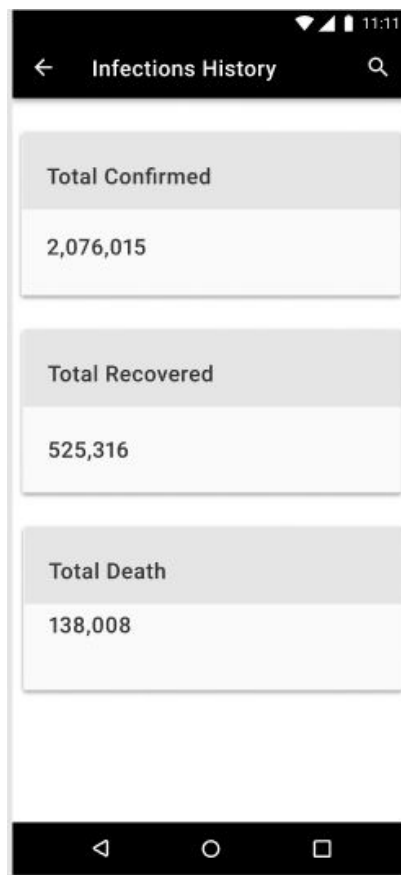 11:11
Infections History
Total Confirmed
2,076,015
Total Recovered
525,316
Total Death
138,008